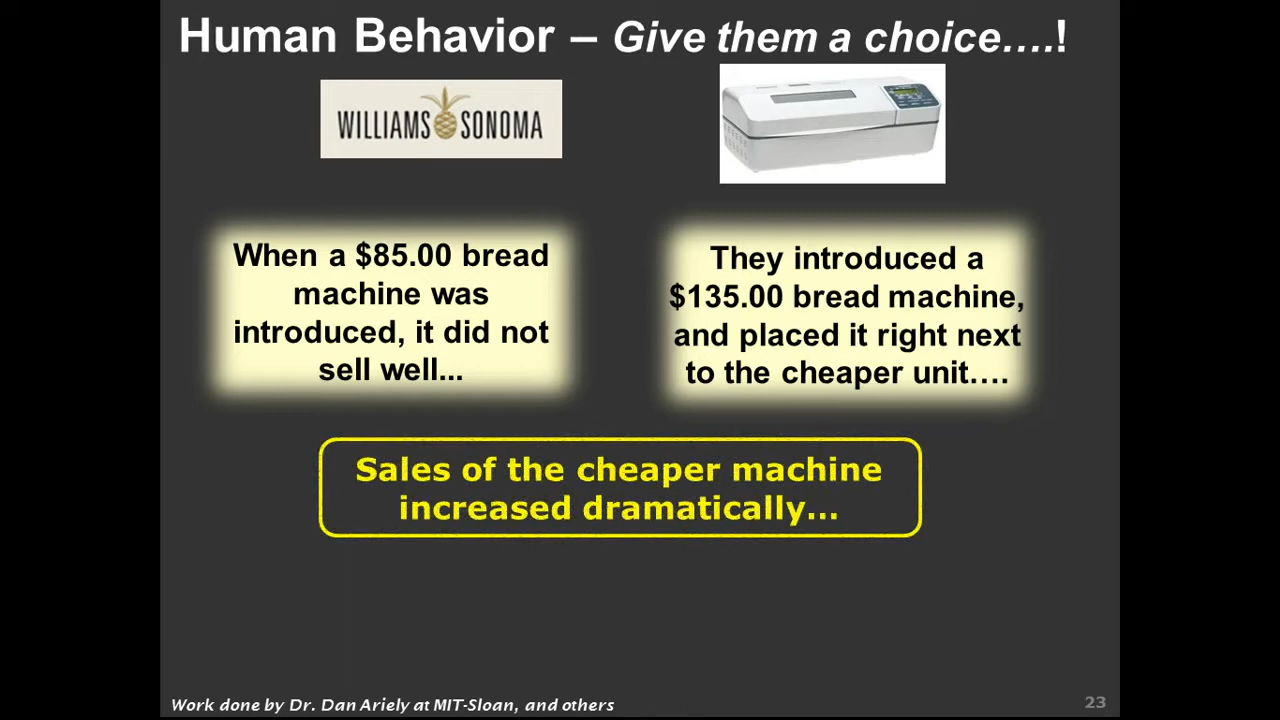 Human Behavior – Give them a choice….!
WILLIAMS SONOMA
When a $85.00 bread
machine was
introduced, it did not
sell well...
They introduced a
$135.00 bread machine,
and placed it right next
to the cheaper unit….
Sales of the cheaper machine
increased dramatically…
Work done by Dr. Dan Ariely at MIT-Sloan, and others
23